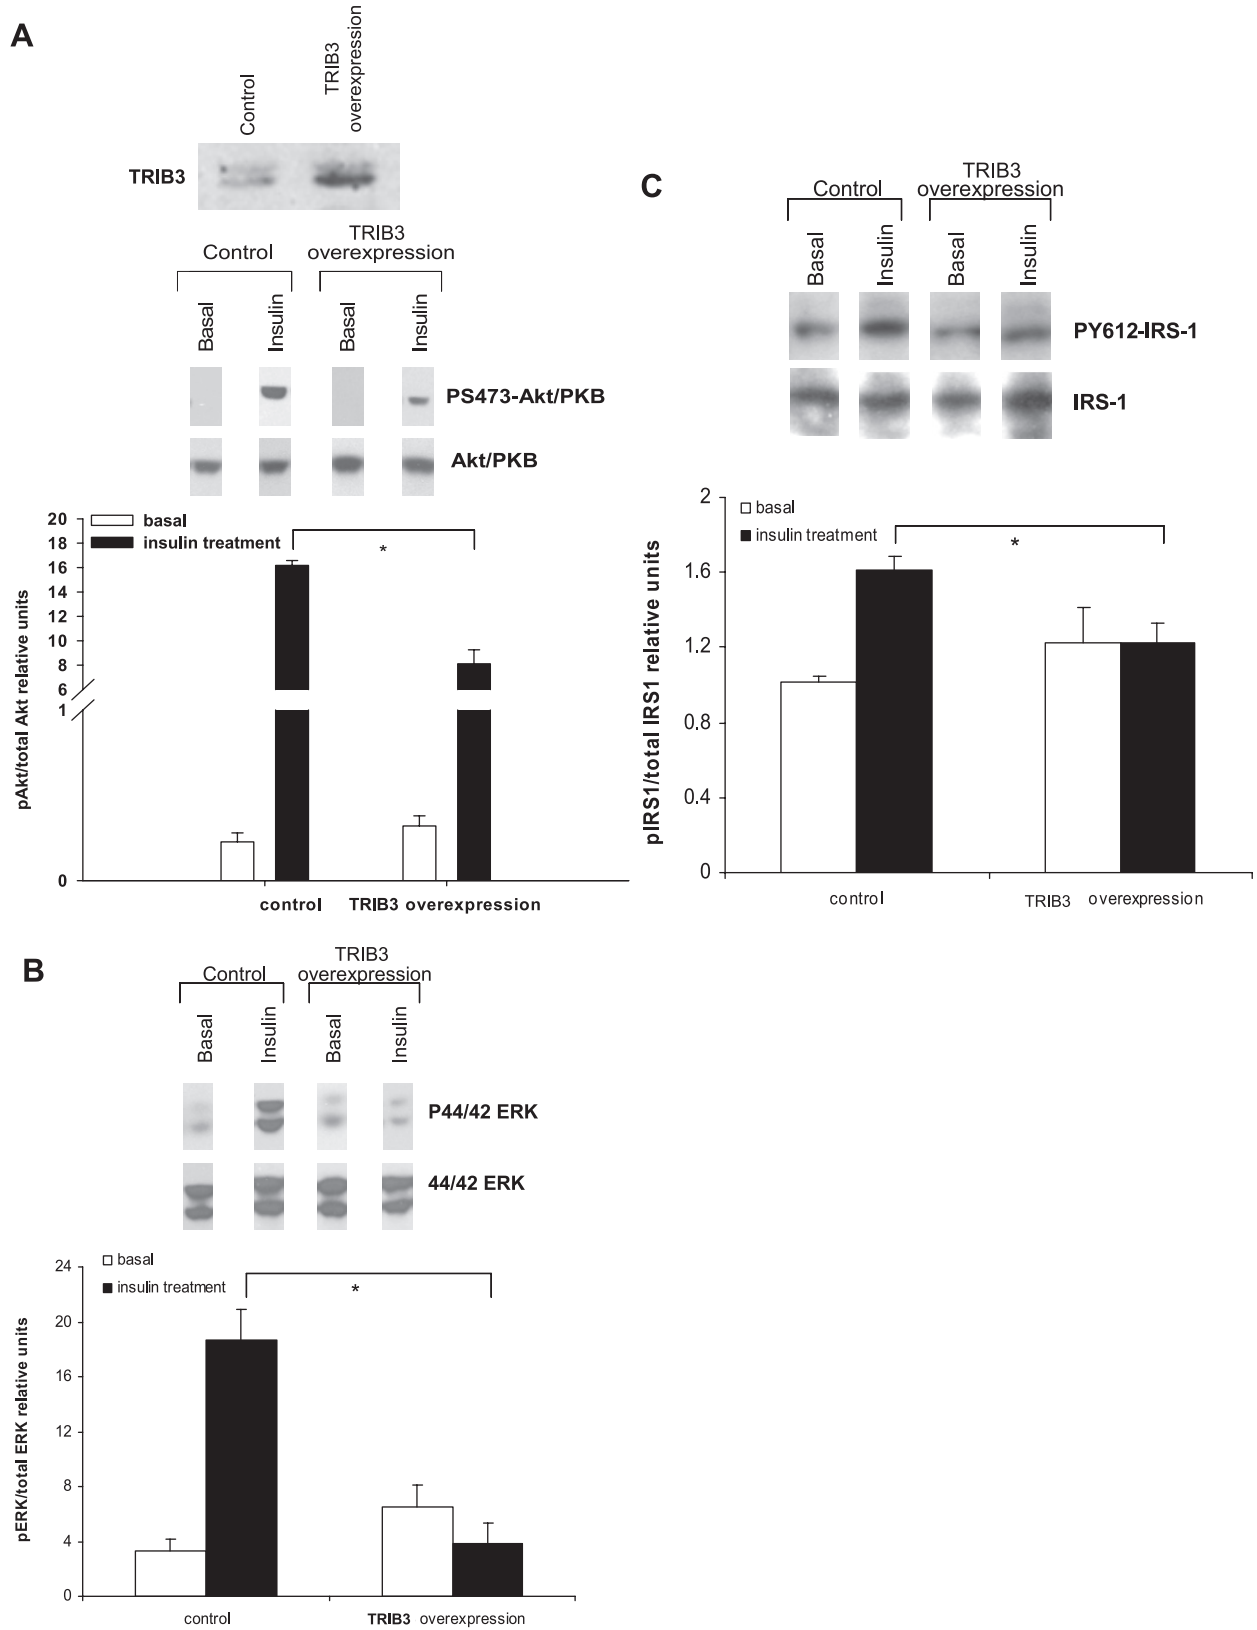 A
Control
TRIB3
overexpression
TRIB3
Control
TRIB3
overexpression
Basal
Insulin
Basal
Insulin
PS473-Akt/PKB
Akt/PKB
basal
insulin treatment
*
20
18
16
14
12
10
8
6
1
0
pAkt/total Akt relative units
control
TRIB3 overexpression
B
Control
TRIB3
overexpression
Basal
Insulin
Basal
Insulin
P44/42 ERK
44/42 ERK
basal
insulin treatment
*
24
20
16
12
8
4
0
pERK/total ERK relative units
control
TRIB3 overexpression
C
Control
TRIB3
overexpression
Basal
Insulin
Basal
Insulin
PY612-IRS-1
IRS-1
basal
insulin treatment
*
2
1.6
1.2
0.8
0.4
0
pIRS1/total IRS1 relative units
control
TRIB3 overexpression